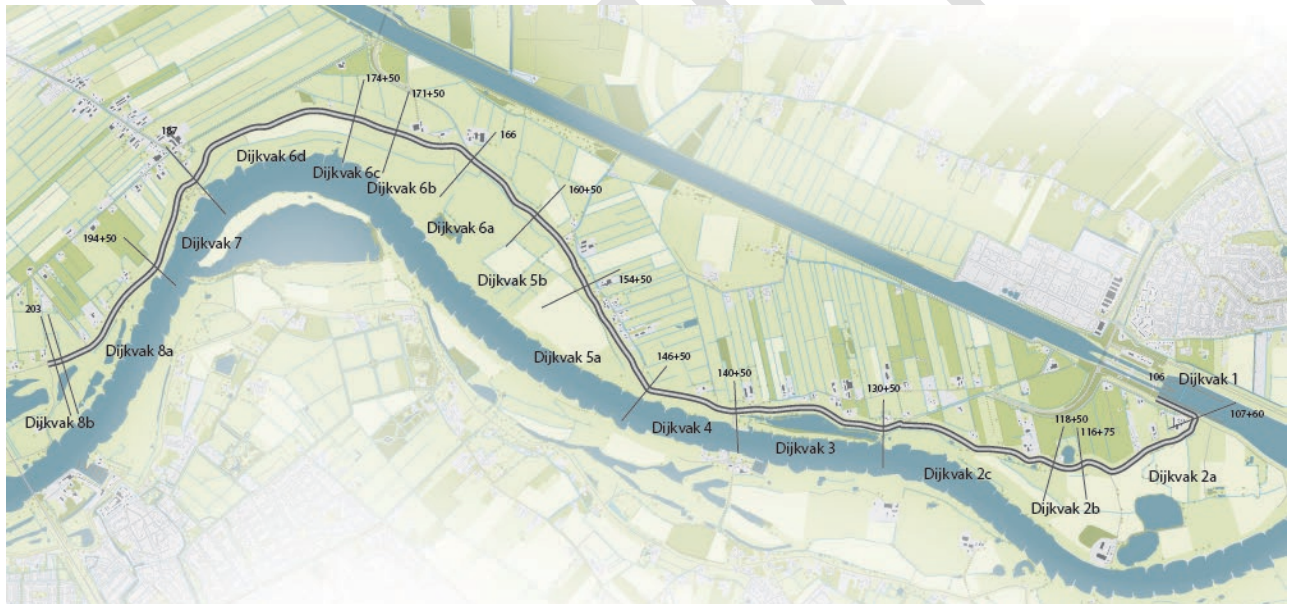 174+50
171+50
187
166
Dijkvak 6d
Dijkvak 6c
Dijkvak 6b
160+50
Dijkvak 6a
194+50
Dijkvak 7
Dijkvak 5b
154+50
203
Dijkvak 8a
Dijkvak 5a
146+50
140+50
130+50
106
Dijkvak 1
107+60
Dijkvak 8b
118+50
116+75
Dijkvak 4
Dijkvak 3
Dijkvak 2c
Dijkvak 2a
Dijkvak 2b